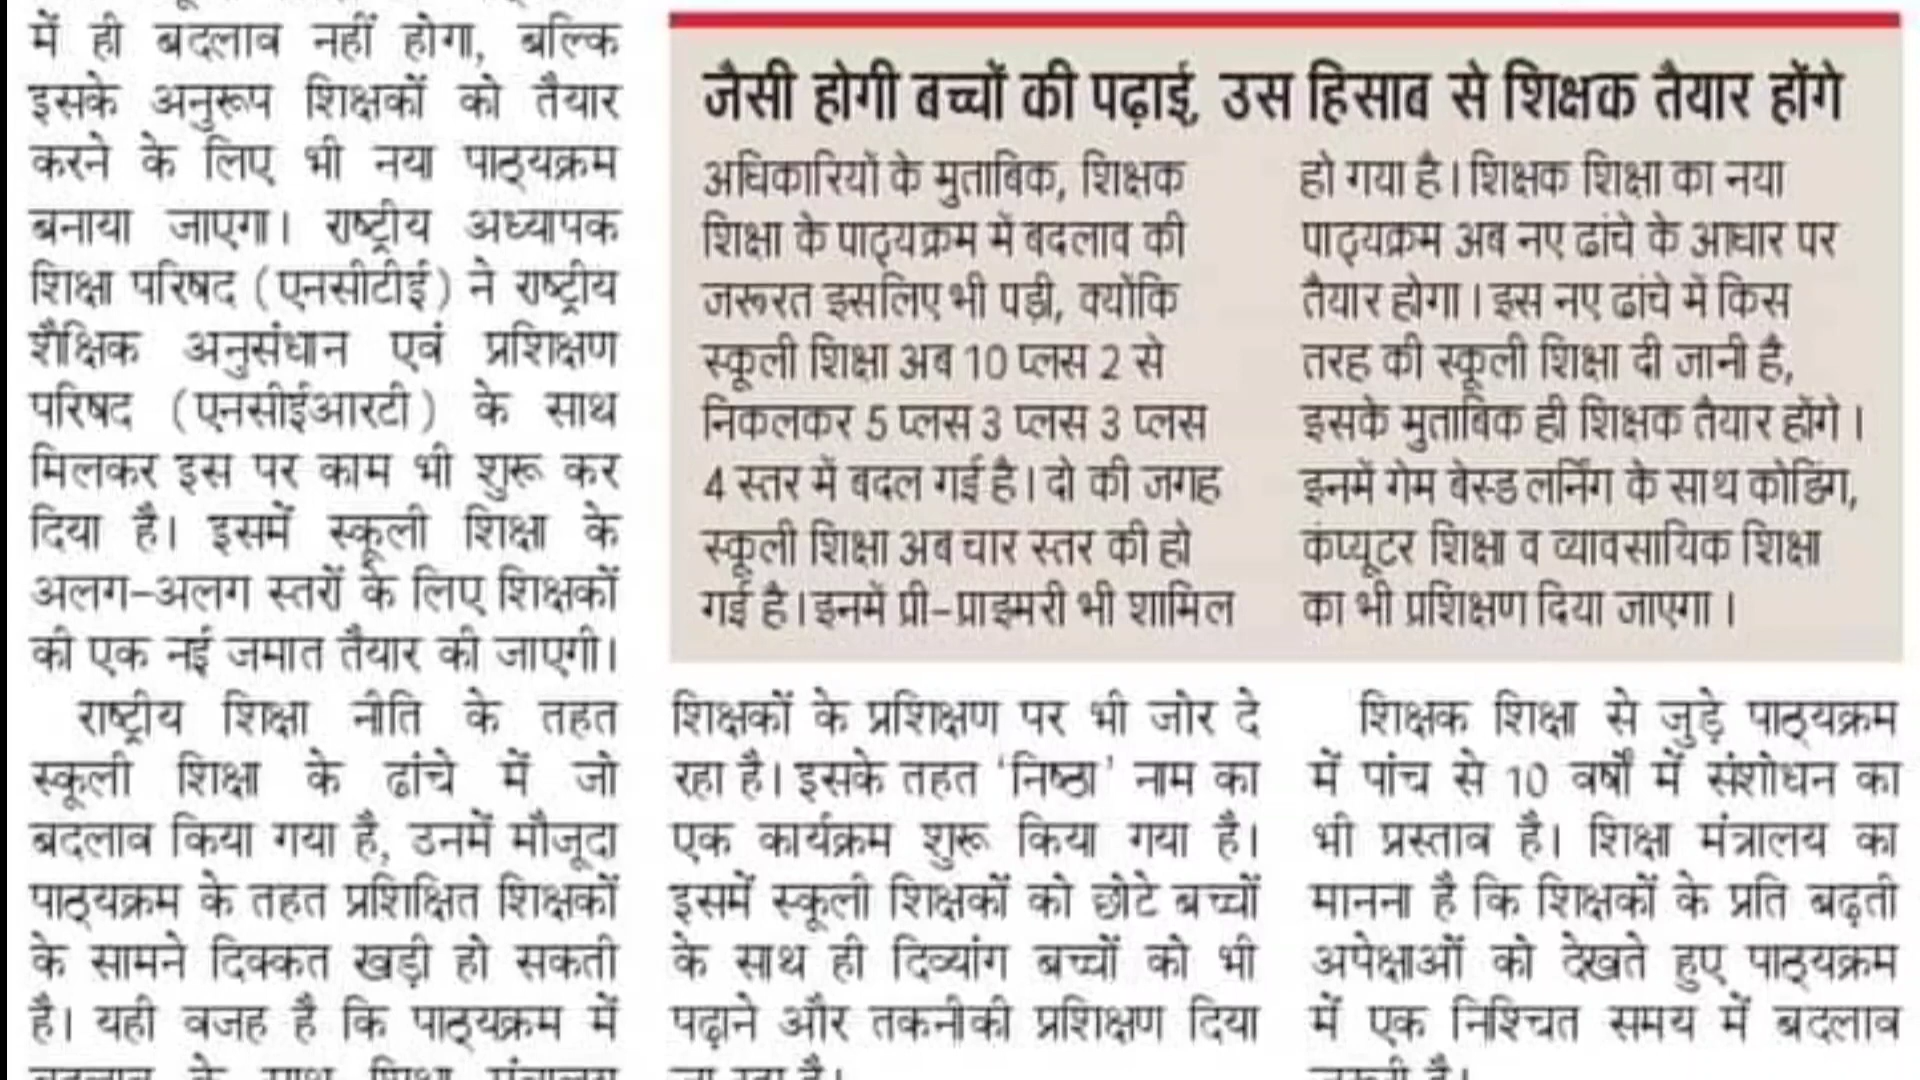 में ही बदलाव नहीं होगा, बल्कि
इसके अनुरूप शिक्षकों को तैयार
करने के लिए भी नया पाठ्यक्रम
बनाया जाएगा। राष्ट्रीय अध्यापक
शिक्षा परिषद (एनसीटीई) ने राष्ट्रीय
शैक्षिक अनुसंधान एवं प्रशिक्षण
परिषद (एनसीईआरटी) के साथ
मिलकर इस पर काम भी शुरू कर
दिया है। इसमें स्कूली शिक्षा के
अलग-अलग स्तरों के लिए शिक्षकों
की एक नई जमात तैयार की जाएगी।
राष्ट्रीय शिक्षा नीति के तहत
स्कूली शिक्षा के ढांचे में जो
बदलाव किया गया है, उनमें मौजूदा
पाठ्यक्रम के तहत प्रशिक्षित शिक्षकों
के सामने दिक्कत खड़ी हो सकती
है। यही वजह है कि पाठ्यक्रम में
बदलाव के साथ शिक्षा मंत्रालय
जैसी होगी बच्चों की पढ़ाई, उस हिसाब से शिक्षक तैयार होंगे
अधिकारियों के मुताबिक, शिक्षक
शिक्षा के पाठ्यक्रम में बदलाव की
जरूरत इसलिए भी पड़ी, क्योंकि
स्कूली शिक्षा अब 10 प्लस 2 से
निकलकर 5 प्लस 3 प्लस 3 प्लस
4 स्तर में बदल गई है। दो की जगह
स्कूली शिक्षा अब चार स्तर की हो
गई है। इनमें प्री-प्राइमरी भी शामिल
हो गया है। शिक्षक शिक्षा का नया
पाठ्यक्रम अब नए ढांचे के आधार पर
तैयार होगा। इस नए ढांचे में किस
तरह की स्कूली शिक्षा दी जानी है,
इसके मुताबिक ही शिक्षक तैयार होंगे।
इनमें गेम बेस्ड लर्निंग के साथ कोडिंग,
कंप्यूटर शिक्षा व व्यावसायिक शिक्षा
का भी प्रशिक्षण दिया जाएगा।
शिक्षकों के प्रशिक्षण पर भी जोर दे
रहा है। इसके तहत 'निष्ठा' नाम का
एक कार्यक्रम शुरू किया गया है।
इसमें स्कूली शिक्षकों को छोटे बच्चों
के साथ ही दिव्यांग बच्चों को भी
पढ़ाने और तकनीकी प्रशिक्षण दिया
जा रहा है।
शिक्षक शिक्षा से जुड़े पाठ्यक्रम
में पांच से 10 वर्षों में संशोधन का
भी प्रस्ताव है। शिक्षा मंत्रालय का
मानना है कि शिक्षकों के प्रति बढ़ती
अपेक्षाओं को देखते हुए पाठ्यक्रम
में एक निश्चित समय में बदलाव
जरूरी है।